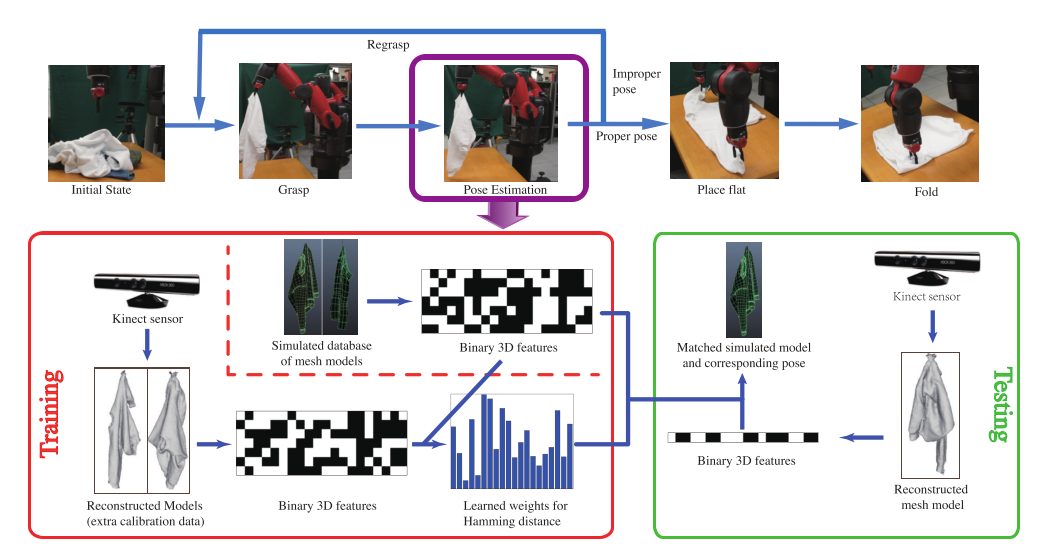 Regrasp
Improper
pose
Proper pose
Initial State
Grasp
Pose Estimation
Place flat
Fold
Training
Kinect sensor
Reconstructed Models
(extra calibration data)
Simulated database
of mesh models
Binary 3D features
Binary 3D features
Learned weights for
Hamming distance
Testing
Matched simulated model
and corresponding pose
Kinect sensor
Binary 3D features
Reconstructed
mesh model